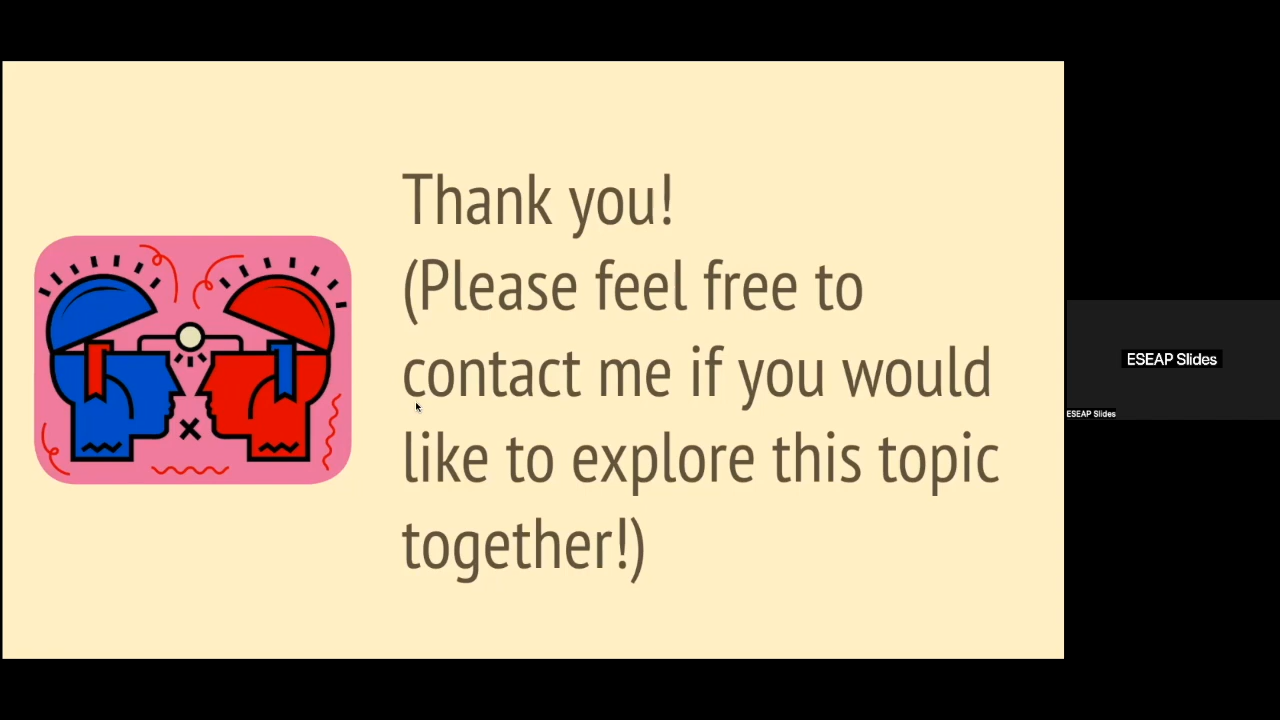 Thank you!
(Please feel free to
contact me if you would
like to explore this topic
together!)
ESEAP Slides
ESEAP Slides